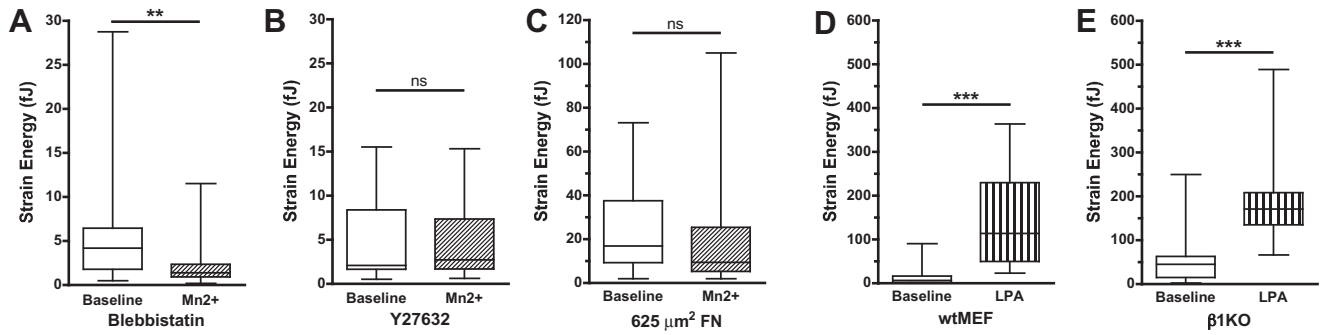 A
Strain Energy (fJ)
30
25
20
15
10
5
0
**
Baseline Mn2+
Blebbistatin
B
Strain Energy (fJ)
30
25
20
15
10
5
0
ns
Baseline Mn2+
Y27632
C
Strain Energy (fJ)
120
100
80
60
40
20
0
ns
Baseline Mn2+
625 μm² FN
D
Strain Energy (fJ)
600
500
400
300
200
100
0
***
Baseline LPA
wtMEF
E
Strain Energy (fJ)
600
500
400
300
200
100
0
***
Baseline LPA
β1KO